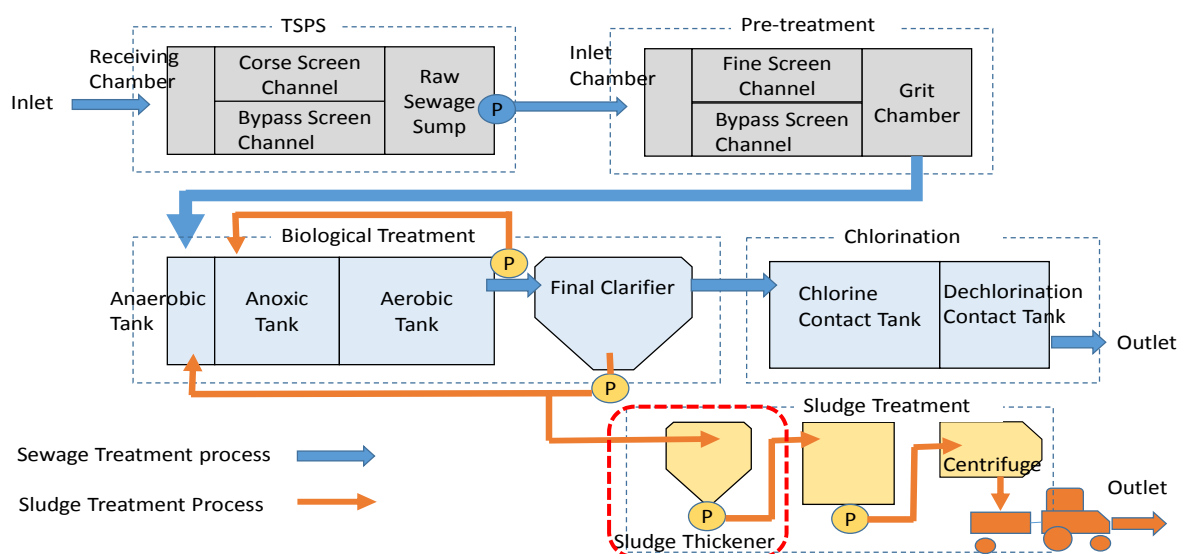 TSPS
Pre-treatment
Receiving
Chamber
Inlet
Corse Screen
Channel
Bypass Screen
Channel
Raw
Sewage
Sump
P
Inlet
Chamber
Fine Screen
Channel
Bypass Screen
Channel
Grit
Chamber
Biological Treatment
P
Chlorination
Anaerobic
Tank
Anoxic
Tank
Aerobic
Tank
Final Clarifier
Chlorine
Contact Tank
Dechlorination
Contact Tank
Outlet
P
Sludge Treatment
Sewage Treatment process
Sludge Treatment Process
P
Sludge Thickener
P
Centrifuge
Outlet